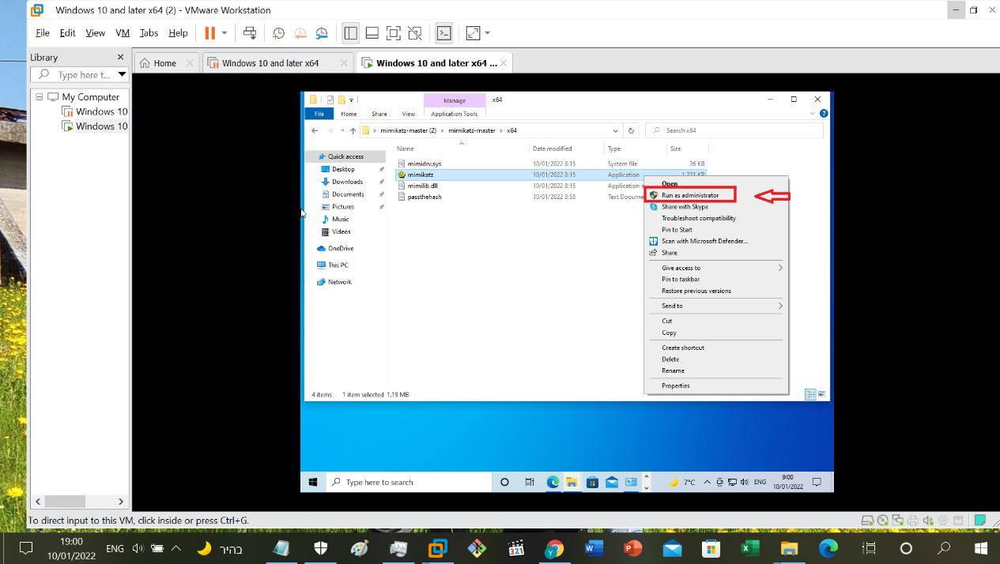 Windows 10 and later x64 (2) - VMware Workstation
File Edit View VM Tabs Help
Library
Type here t...
My Computer
Windows 10
Windows 10
Home
Windows 10 and later x64
Windows 10 and later x64 ...
Manage
x64
File Home Share View Application Tools
mimikatz-master (2) mimikatz-master x64
Search x64
Quick access
Desktop
Downloads
Documents
Pictures
Music
Videos
OneDrive
This PC
Network
Name Date modified Type Size
mimidrv.sys 10/01/2022 8:15 System file 36 KB
mimikatz 10/01/2022 8:15 Application 1,221 KB
mimilib.dll 10/01/2022 8:15 Application e
passthehash 10/01/2022 8:58 Text Docume
Open
Run as administrator
Share with Skype
Troubleshoot compatibility
Pin to Start
Scan with Microsoft Defender...
Share
Give access to
Pin to taskbar
Restore previous versions
Send to
Cut
Copy
Create shortcut
Delete
Rename
Properties
4 items 1 item selected 1.19 MB
Type here to search
7°C
ENG
9:00
10/01/2022
To direct input to this VM, click inside or press Ctrl+G.
19:00
10/01/2022
ENG
בהיר
321
Y
W
P
X